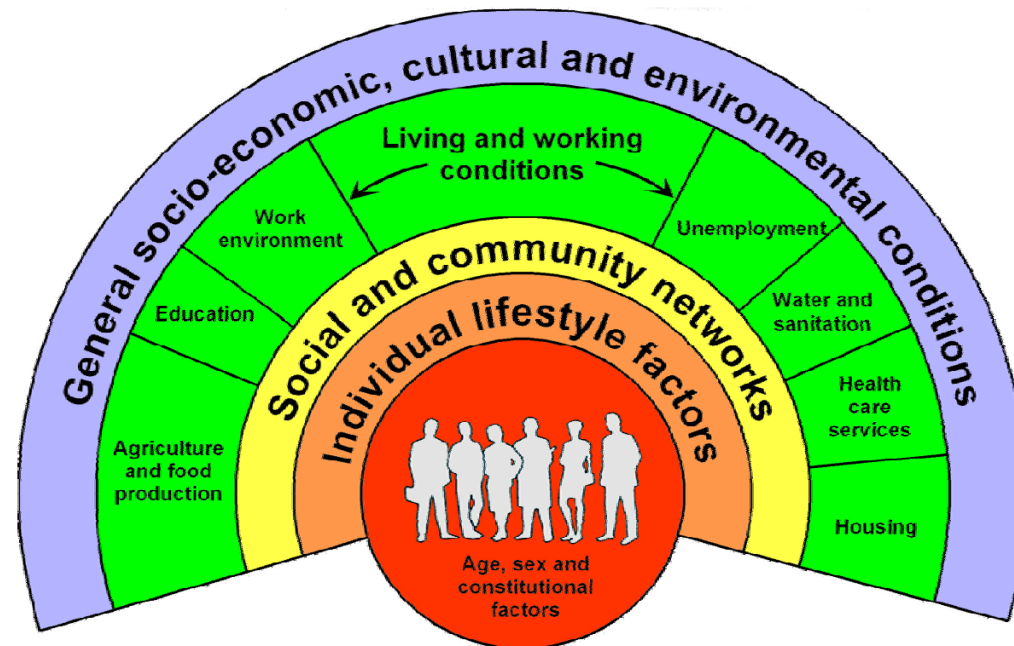 General socio-economic, cultural and environmental conditions
Living and working
conditions
Work
environment
Education
Agriculture
and food
production
Unemployment
Water and
sanitation
Health
care
services
Housing
Social and community networks
Individual lifestyle factors
Age, sex and
constitutional
factors